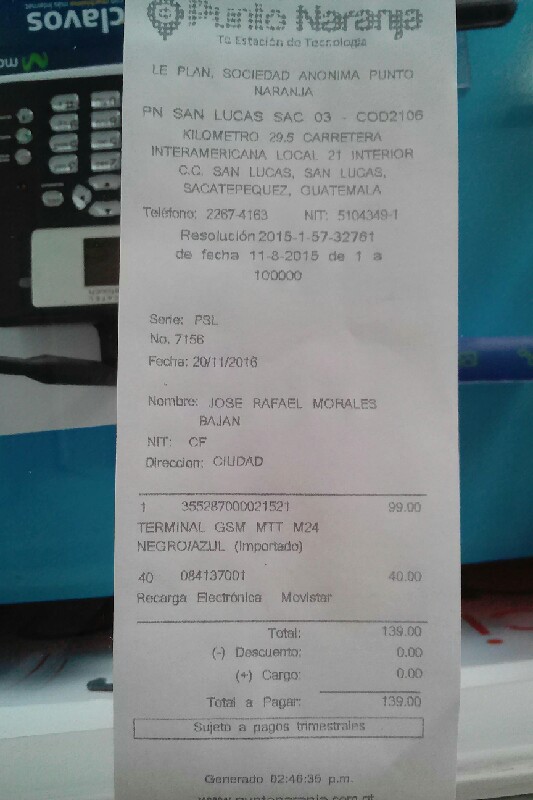 clavos
Punto Naranja
Tu Estación de Tecnología
LE PLAN, SOCIEDAD ANONIMA PUNTO
NARANJA
PN SAN LUCAS SAC 03 - COD2106
KILOMETRO 29.5 CARRETERA
INTERAMERICANA LOCAL 21 INTERIOR
C.C. SAN LUCAS, SAN LUCAS,
SACATEPEQUEZ, GUATEMALA
Teléfono: 2267-4163 NIT: 5104349-1
Resolución 2015-1-57-32761
de fecha 11-8-2015 de 1 a
100000
Serie: PSL
No. 7156
Fecha: 20/11/2016
Nombre: JOSE RAFAEL MORALES
BAJAN
NIT: CF
Direccion: CIUDAD
1 355287000021521 99.00
TERMINAL GSM MTT M24
NEGRO/AZUL (Importado)
40 084137001 40.00
Recarga Electrónica Movistar
Total: 139.00
(-) Descuento: 0.00
(+) Cargo: 0.00
Total a Pagar: 139.00
Sujeto a pagos trimestrales
Generado 02:46:35 p.m.
www.puntonaranja.com.gt